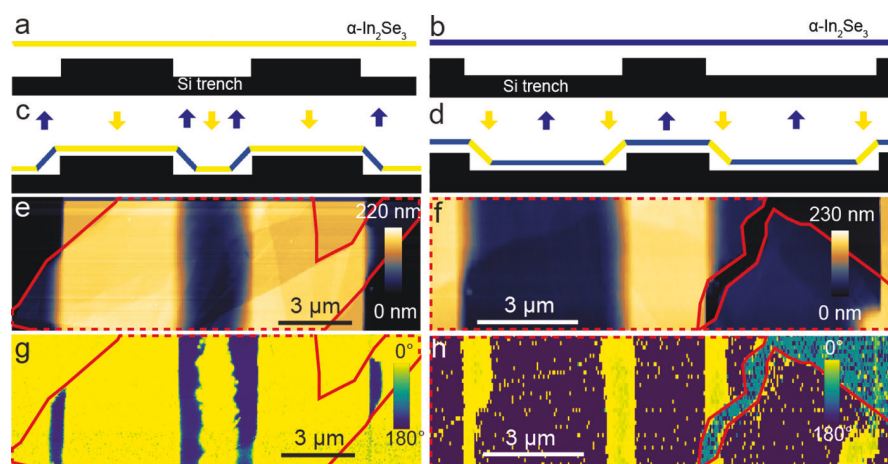 a
α-In₂Se₃
Si trench
b
α-In₂Se₃
Si trench
c
d
e
220 nm
0 nm
3 μm
f
230 nm
0 nm
3 μm
g
0°
180°
3 μm
h
0°
180°
3 μm